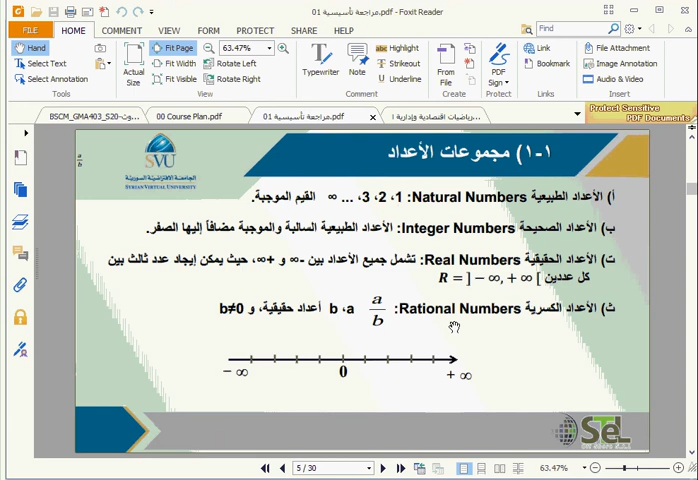 مراجعة تأسيسية 01.pdf - Foxit Reader
FILE HOME COMMENT VIEW FORM PROTECT SHARE HELP Find
Hand
Select Text
Select Annotation
Tools
Actual Size
Fit Page
Fit Width
Fit Visible
63.47%
Rotate Left
Rotate Right
View
Typewriter
Note
Highlight
Strikeout
Underline
Comment
From File
Create
PDF Sign
Protect
Link
Bookmark
Links
File Attachment
Image Annotation
Audio & Video
Insert
BSCM_GMA403_S20-...
00 Course Plan.pdf
مراجعة تأسيسية 01.pdf
رياضيات اقتصادية وإدارية ا...
Protect Sensitive
PDF Documents
a/b
SVU
الجامعة الافتراضية السورية
SYRIAN VIRTUAL UNIVERSITY
١-١) مجموعات الأعداد
أ) الأعداد الطبيعية Natural Numbers: 1، 2، 3، ... ∞ القيم الموجبة.
ب) الأعداد الصحيحة Integer Numbers: الأعداد الطبيعية السالبة والموجبة مضافاً إليها الصفر.
ت) الأعداد الحقيقية Real Numbers: تشمل جميع الأعداد بين -∞ و +∞، حيث يمكن إيجاد عدد ثالث بين
كل عددين R = ] − ∞, +∞ [
ث) الأعداد الكسرية Rational Numbers: a/b b ،a أعداد حقيقية، و b≠0
− ∞ 0 + ∞
SteL
5 / 30
63.47%